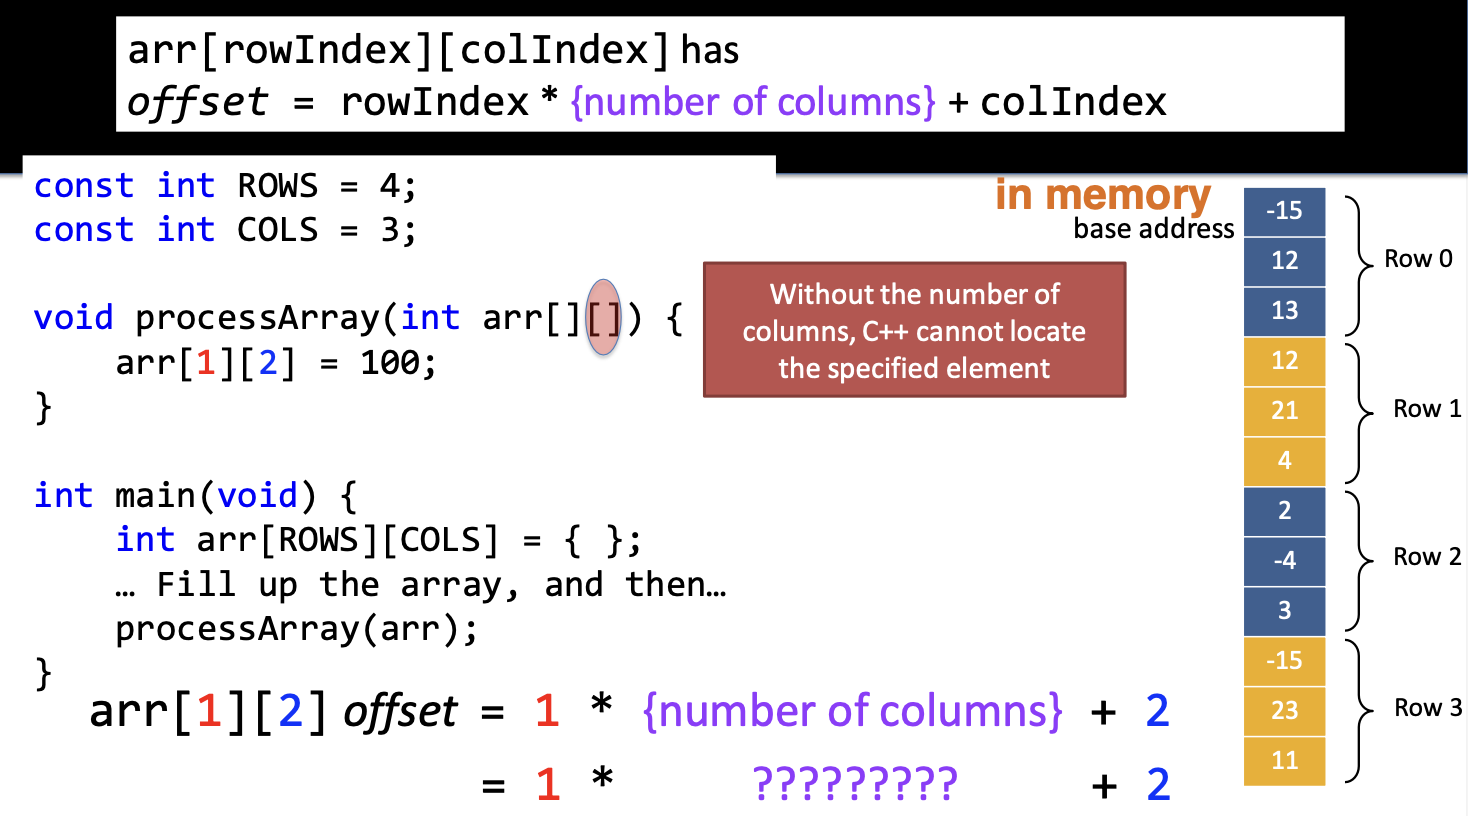 arr[rowIndex][colIndex] has
offset = rowIndex * {number of columns} + colIndex
const int ROWS = 4;
const int COLS = 3;
void processArray(int arr[][]) {
arr[1][2] = 100;
}
int main(void) {
int arr[ROWS][COLS] = { };
… Fill up the array, and then…
processArray(arr);
}
Without the number of
columns, C++ cannot locate
the specified element
arr[1][2] offset = 1 * {number of columns} + 2
= 1 * ????????? + 2
in memory
base address
-15
12
13
Row 0
12
21
4
Row 1
2
-4
3
Row 2
-15
23
11
Row 3